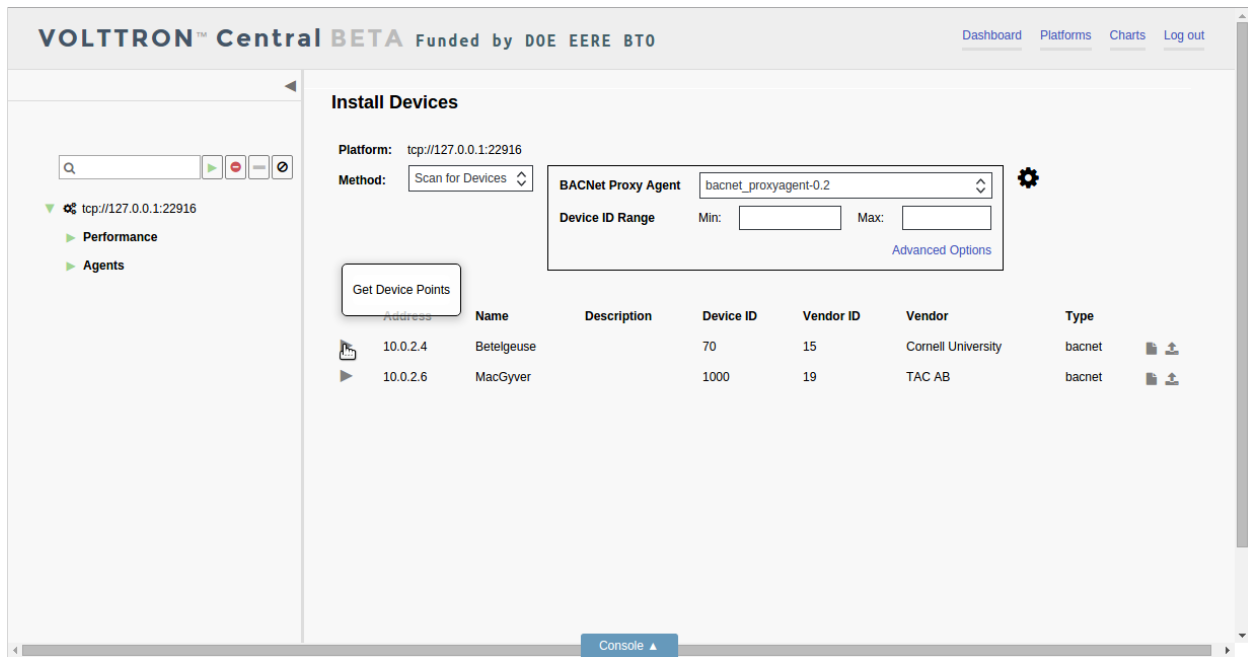 VOLTTRON™ Central BETA Funded by DOE EERE BTO
Dashboard Platforms Charts Log out
Install Devices
Platform: tcp://127.0.0.1:22916
Method: Scan for Devices
BACNet Proxy Agent bacnet_proxyagent-0.2
Device ID Range Min: Max:
Advanced Options
tcp://127.0.0.1:22916
Performance
Agents
Get Device Points
Address Name Description Device ID Vendor ID Vendor Type
10.0.2.4 Betelgeuse 70 15 Cornell University bacnet
10.0.2.6 MacGyver 1000 19 TAC AB bacnet
Console ▲